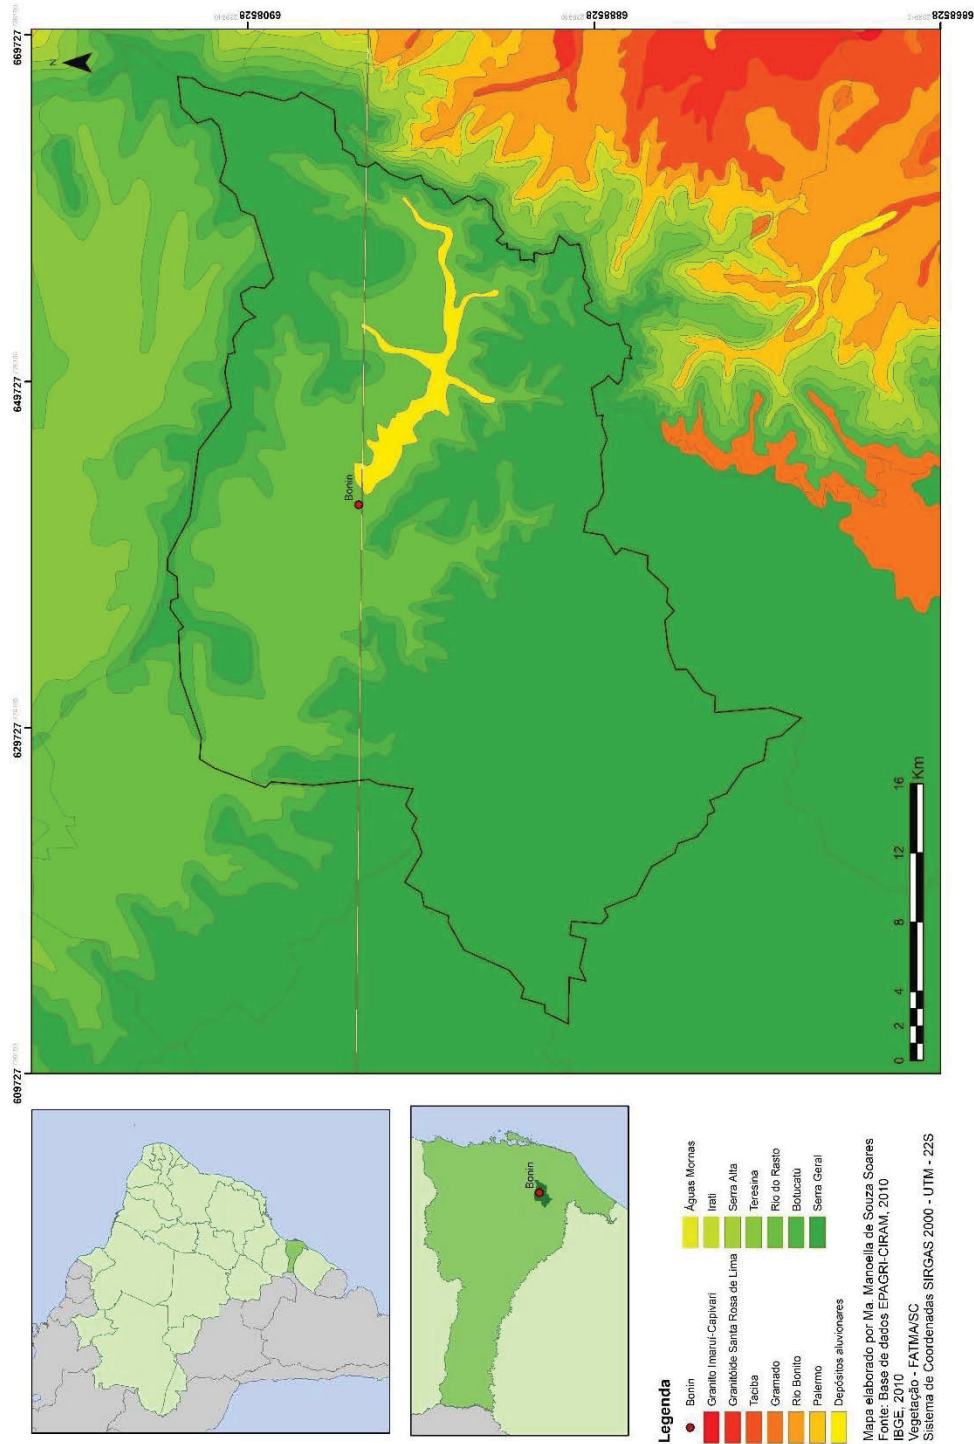 609727
629727
649727
669727
6908528
6888528
6868528
N
Bonin
0 2 4 8 12 16
Km
Bonin
Legenda
Bonin
Granito Imaruí-Capivari
Granitóide Santa Rosa de Lima
Taciba
Gramado
Rio Bonito
Palermo
Depósitos aluvionares
Águas Mornas
Irati
Serra Alta
Teresina
Rio do Rasto
Botucatu
Serra Geral
Mapa elaborado por Ma. Manoella de Souza Soares
Fonte: Base de dados EPAGRI-CIRAM, 2010
IBGE, 2010
Vegetação - FATMA/SC
Sistema de Coordenadas SIRGAS 2000 - UTM - 22S